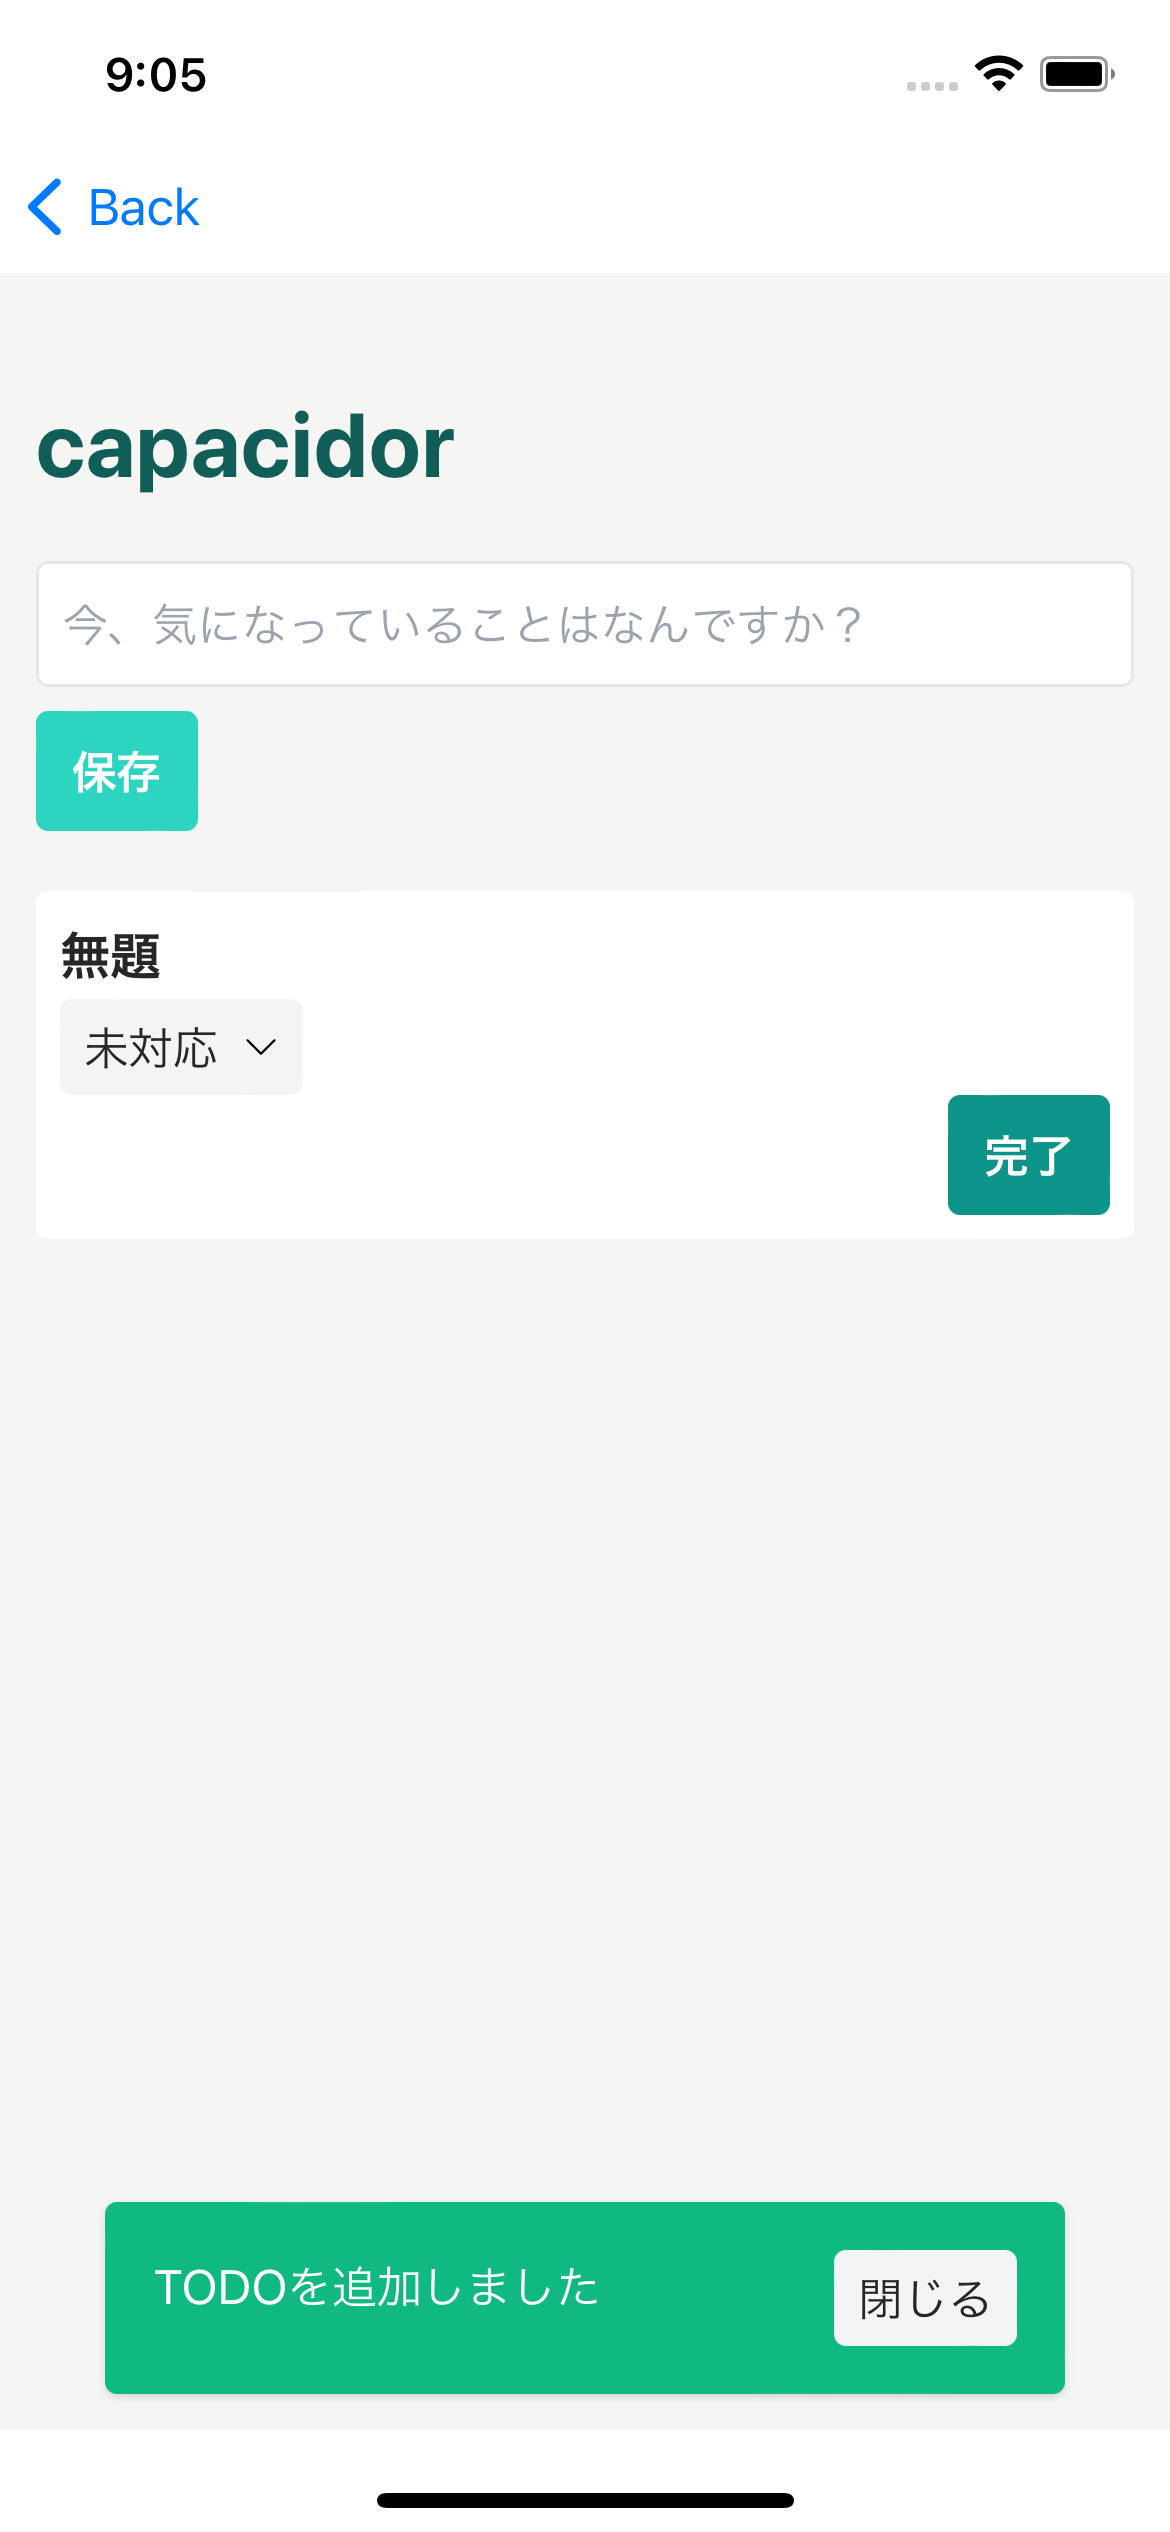 9:05
Back
capacidor
今、気になっていることはなんですか？
保存
無題
未対応
完了
TODOを追加しました
閉じる